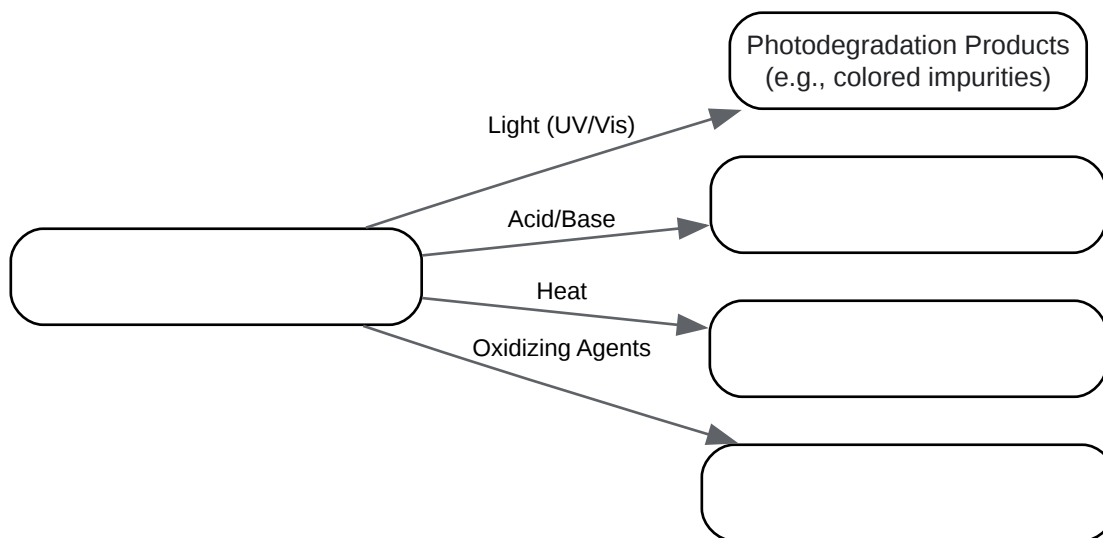 Photodegradation Products
(e.g., colored impurities)
Light (UV/Vis)
Acid/Base
Heat
Oxidizing Agents